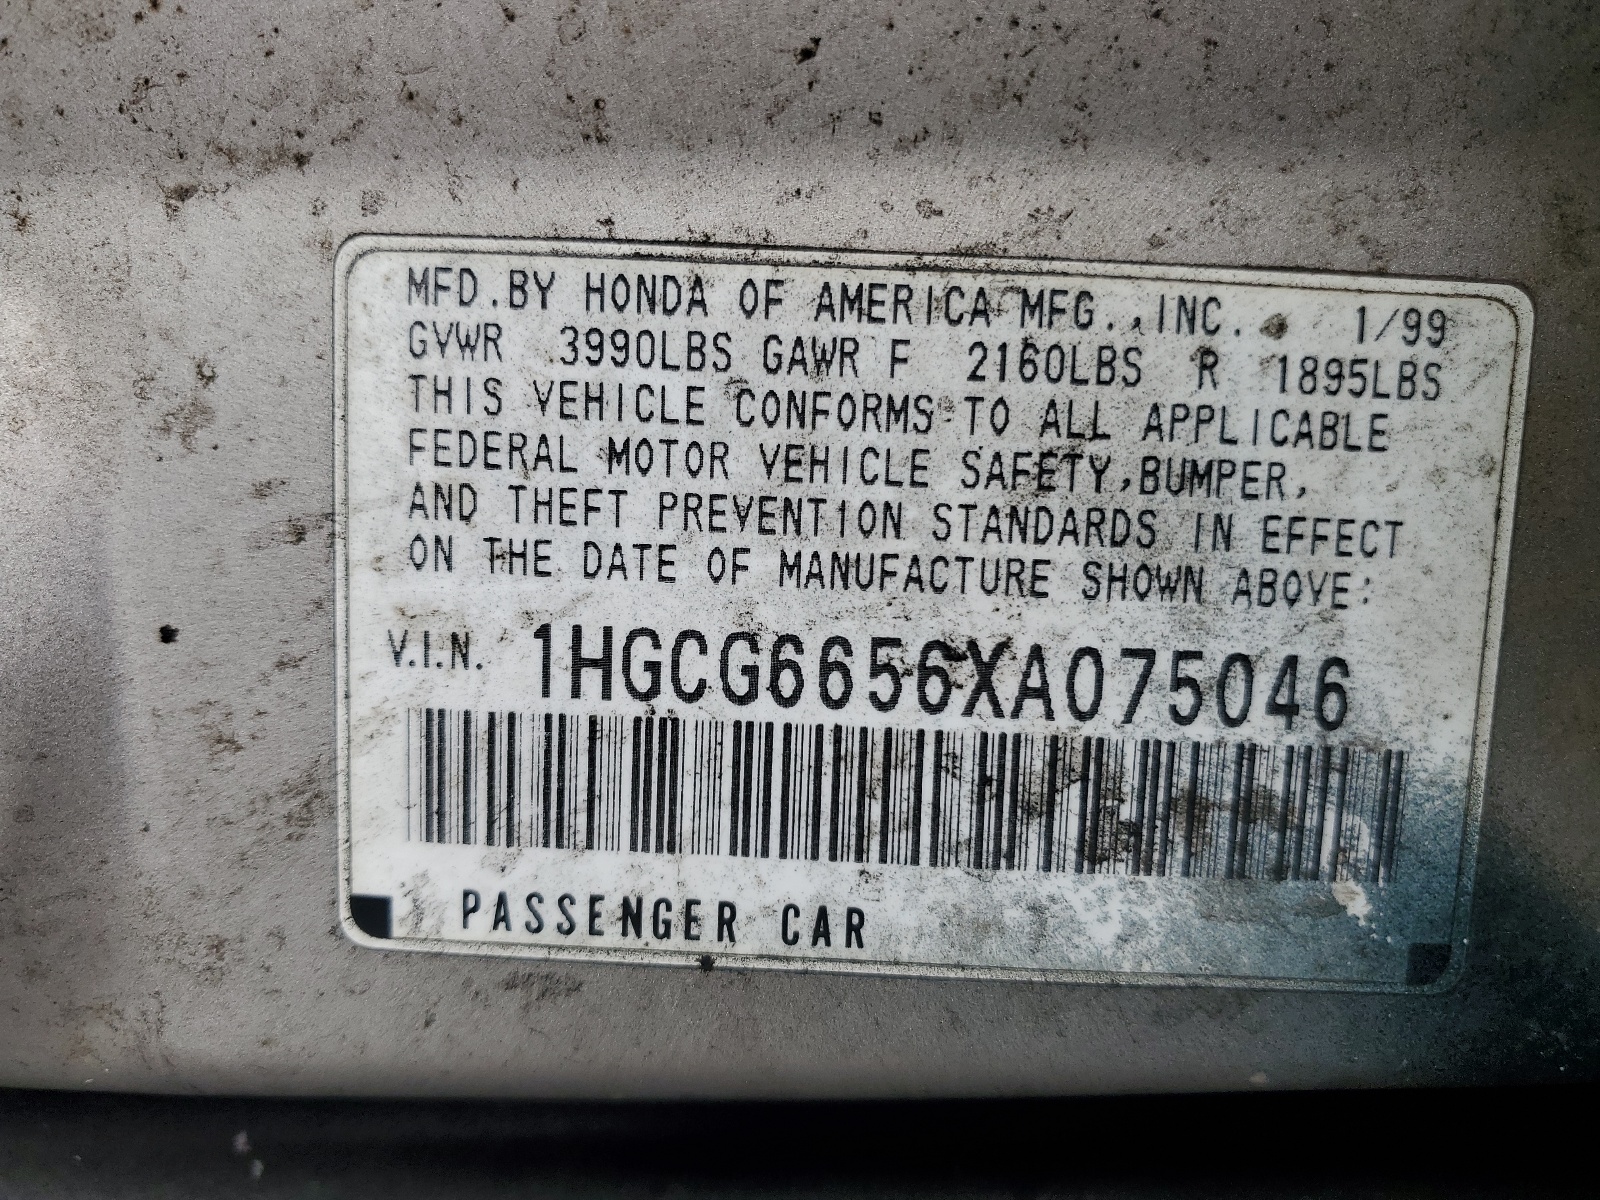 MFD.BY HONDA OF AMERICA MFG.,INC. 1/99
GVWR 3990LBS GAWR F 2160LBS R 1895LBS
THIS VEHICLE CONFORMS TO ALL APPLICABLE
FEDERAL MOTOR VEHICLE SAFETY,BUMPER,
AND THEFT PREVENTION STANDARDS IN EFFECT
ON THE DATE OF MANUFACTURE SHOWN ABOVE:
V.I.N. 1HGCG6656XA075046
PASSENGER CAR